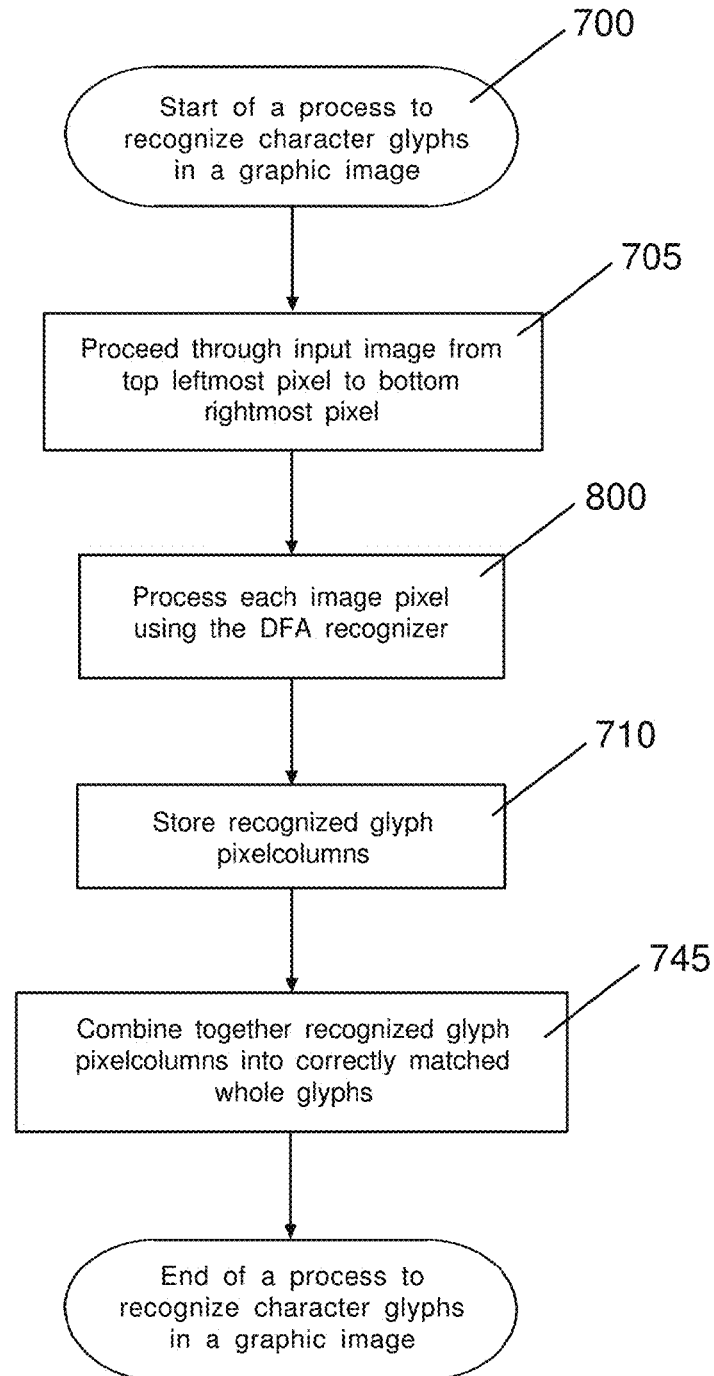 700
Start of a process to
recognize character glyphs
in a graphic image
705
Proceed through input image from
top leftmost pixel to bottom
rightmost pixel
800
Process each image pixel
using the DFA recognizer
710
Store recognized glyph
pixelcolumns
745
Combine together recognized glyph
pixelcolumns into correctly matched
whole glyphs
End of a process to
recognize character glyphs
in a graphic image